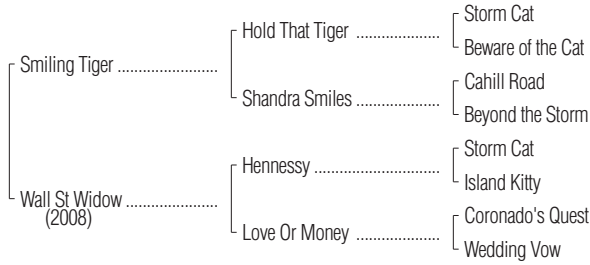 Storm Cat
Hold That Tiger ..................
Beware of the Cat
Smiling Tiger ......................
Cahill Road
Shandra Smiles ..................
Beyond the Storm
Storm Cat
Hennessy ...........................
Island Kitty
Wall St Widow ....................
(2008)
Coronado's Quest
Love Or Money ..................
Wedding Vow